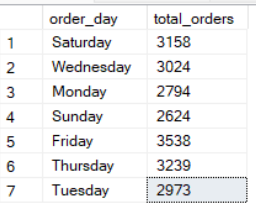 order_day total_orders
1 Saturday 3158
2 Wednesday 3024
3 Monday 2794
4 Sunday 2624
5 Friday 3538
6 Thursday 3239
7 Tuesday 2973